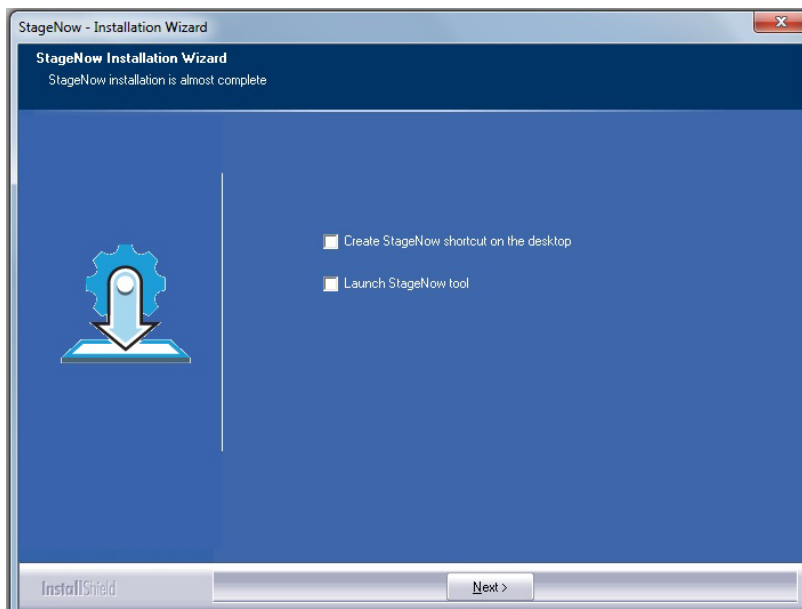 StageNow - Installation Wizard
StageNow Installation Wizard
StageNow installation is almost complete
Create StageNow shortcut on the desktop
Launch StageNow tool
InstallShield
Next >